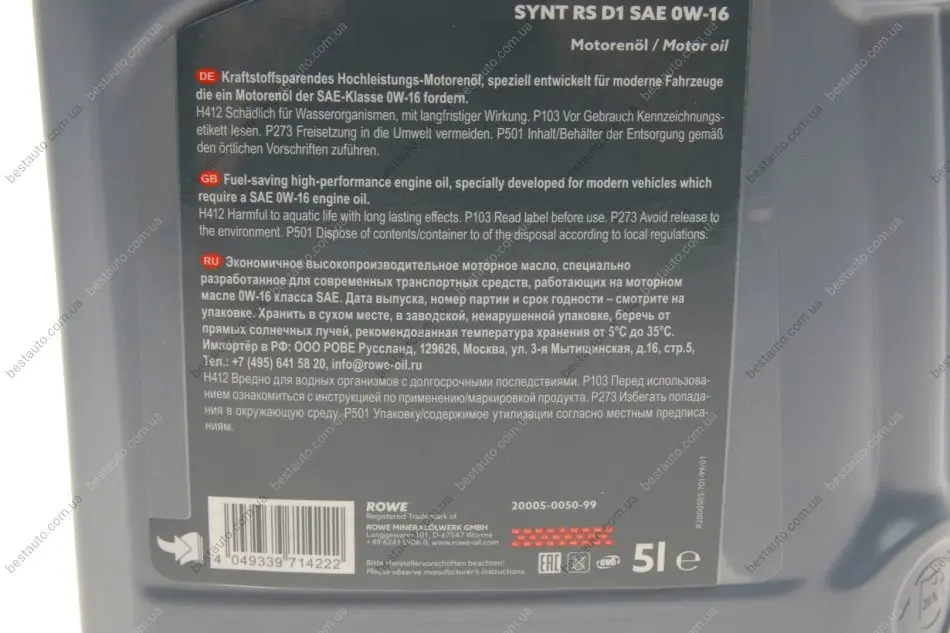 SYNT RS D1 SAE 0W-16
Motorenöl / Motor oil
DE Kraftstoffsparendes Hochleistungs-Motorenöl, speziell entwickelt für moderne Fahrzeuge
die ein Motorenöl der SAE-Klasse 0W-16 fordern.
H412 Schädlich für Wasserorganismen, mit langfristiger Wirkung. P103 Vor Gebrauch Kennzeichnungs-
etikett lesen. P273 Freisetzung in die Umwelt vermeiden. P501 Inhalt/Behälter der Entsorgung gemäß
den örtlichen Vorschriften zuführen.
GB Fuel-saving high-performance engine oil, specially developed for modern vehicles which
require a SAE 0W-16 engine oil.
H412 Harmful to aquatic life with long lasting effects. P103 Read label before use. P273 Avoid release to
the environment. P501 Dispose of contents/container to of the disposal according to local regulations.
RU Экономичное высокопроизводительное моторное масло, специально
разработанное для современных транспортных средств, работающих на моторном
масле 0W-16 класса SAE. Дата выпуска, номер партии и срок годности – смотрите на
упаковке. Хранить в сухом месте, в заводской, ненарушенной упаковке, беречь от
прямых солнечных лучей, рекомендованная температура хранения от 5°C до 35°C.
Импортёр в РФ: ООО РОВЕ Руссланд, 129626, Москва, ул. 3-я Мытищинская, д.16, стр.5,
Тел.: +7 (495) 641 58 20, info@rowe-oil.ru
H412 Вредно для водных организмов с долгосрочными последствиями. P103 Перед использова-
нием ознакомиться с инструкцией по применению/маркировкой продукта. P273 Избегать попада-
ния в окружающую среду. P501 Упаковку/содержимое утилизации согласно местным предписа-
ниям.
ROWE
Registered Trademark of
ROWE MINERALÖLWERK GMBH
Langgewann 101, D-67547 Worms
+49 6241 5906-0, www.rowe-oil.com
Bitte Herstellervorschriften beachten!
Please observe manufacturer's instructions.
20005-0050-99
EAC
5l e
4 049339 714222
bestauto.com.ua